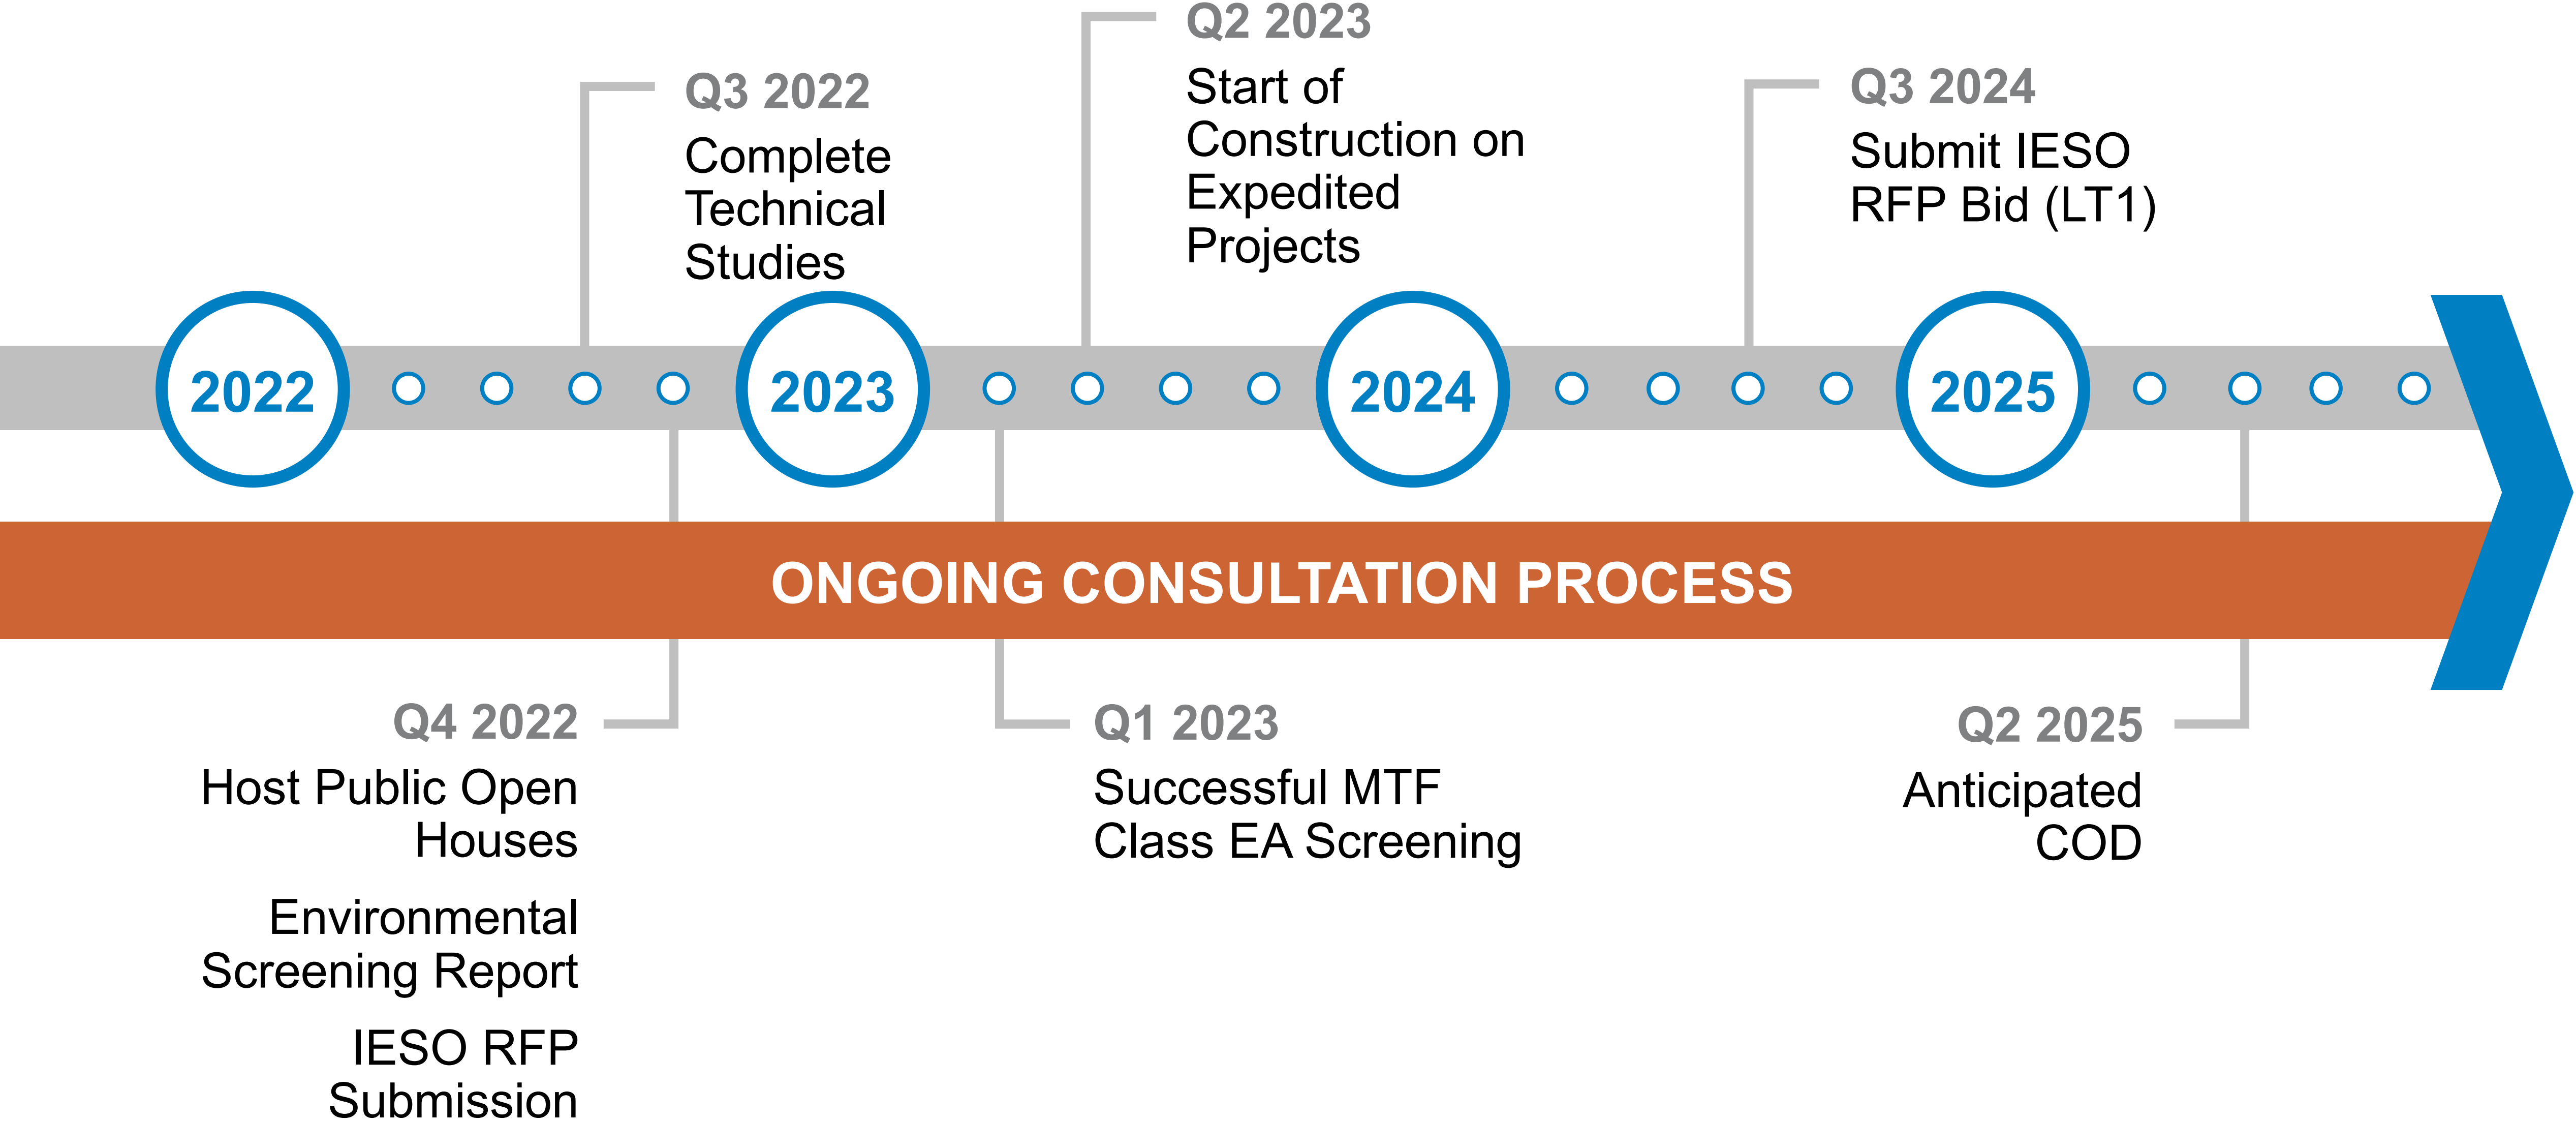 Q3 2022
Complete
Technical
Studies
Q2 2023
Start of
Construction on
Expedited
Projects
Q3 2024
Submit IESO
RFP Bid (LT1)
2022
2023
2024
2025
ONGOING CONSULTATION PROCESS
Q4 2022
Host Public Open
Houses
Environmental
Screening Report
IESO RFP
Submission
Q1 2023
Successful MTF
Class EA Screening
Q2 2025
Anticipated
COD